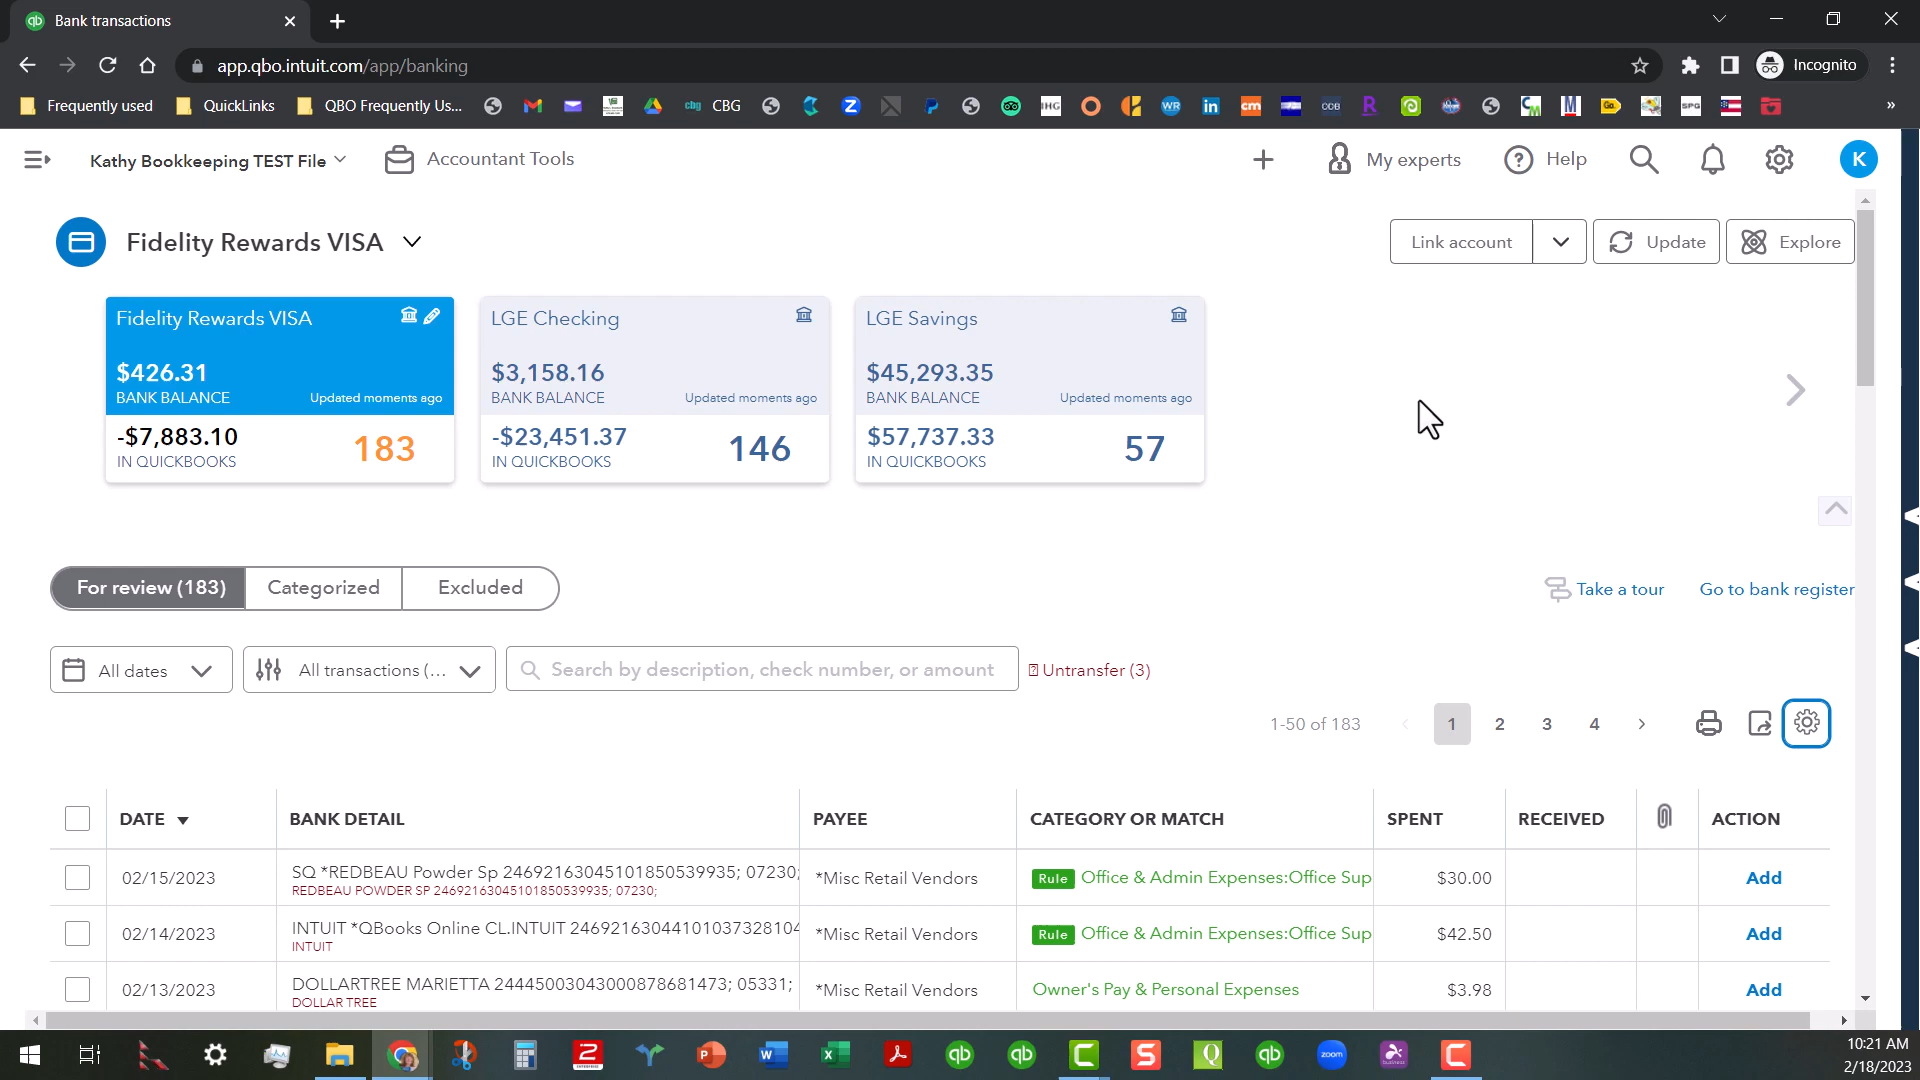 Bank transactions
app.qbo.intuit.com/app/banking
Incognito
Frequently used
QuickLinks
QBO Frequently Us...
CBG
Kathy Bookkeeping TEST File
Accountant Tools
My experts
Help
K
Fidelity Rewards VISA
Link account
Update
Explore
Fidelity Rewards VISA
$426.31
BANK BALANCE
Updated moments ago
-$7,883.10
IN QUICKBOOKS
183
LGE Checking
$3,158.16
BANK BALANCE
Updated moments ago
-$23,451.37
IN QUICKBOOKS
146
LGE Savings
$45,293.35
BANK BALANCE
Updated moments ago
$57,737.33
IN QUICKBOOKS
57
For review (183)
Categorized
Excluded
Take a tour
Go to bank register
All dates
All transactions (...
Search by description, check number, or amount
Untransfer (3)
1-50 of 183
1 2 3 4
DATE BANK DETAIL PAYEE CATEGORY OR MATCH SPENT RECEIVED ACTION
02/15/2023 SQ *REDBEAU Powder Sp 24692163045101850539935; 07230; *Misc Retail Vendors Rule Office & Admin Expenses:Office Sup $30.00 Add
REDBEAU POWDER SP 24692163045101850539935; 07230;
02/14/2023 INTUIT *QBooks Online CL.INTUIT 2469216304410103732810 *Misc Retail Vendors Rule Office & Admin Expenses:Office Sup $42.50 Add
INTUIT
02/13/2023 DOLLARTREE MARIETTA 24445003043000878681473; 05331; *Misc Retail Vendors Owner's Pay & Personal Expenses $3.98 Add
DOLLAR TREE
10:21 AM
2/18/2023